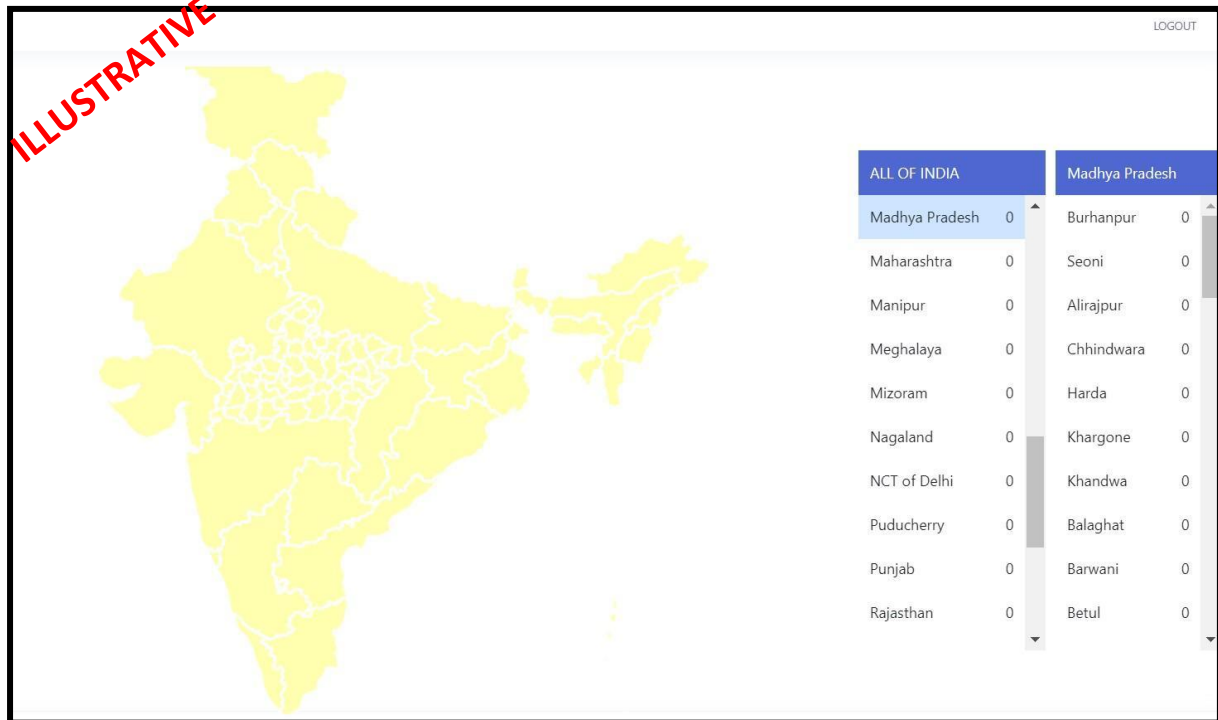 ILLUSTRATIVE
LOGOUT
ALL OF INDIA
Madhya Pradesh 0
Maharashtra 0
Manipur 0
Meghalaya 0
Mizoram 0
Nagaland 0
NCT of Delhi 0
Puducherry 0
Punjab 0
Rajasthan 0
Madhya Pradesh
Burhanpur 0
Seoni 0
Alirajpur 0
Chhindwara 0
Harda 0
Khargone 0
Khandwa 0
Balaghat 0
Barwani 0
Betul 0